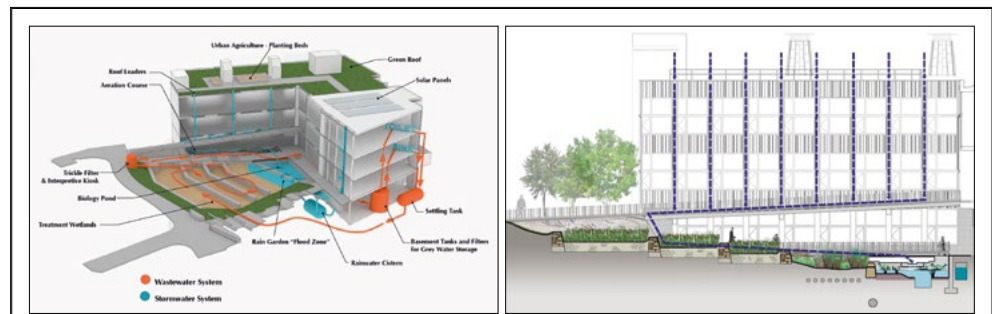 Urban Agriculture - Planting Beds
Green Roof
Roof Leaders
Solar Panels
Aeration Course
Trickle Filter
& Interpretive Kiosk
Biology Pond
Treatment Wetlands
Rain Garden "Flood Zone"
Rainwater Cistern
Settling Tank
Basement Tanks and Filters
for Grey Water Storage
Wastewater System
Stormwater System